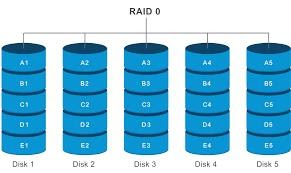 RAID 0
A1 A2 A3 A4 A5
B1 B2 B3 B4 B5
C1 C2 C3 C4 C5
D1 D2 D3 D4 D5
E1 E2 E3 E4 E5
Disk 1 Disk 2 Disk 3 Disk 4 Disk 5